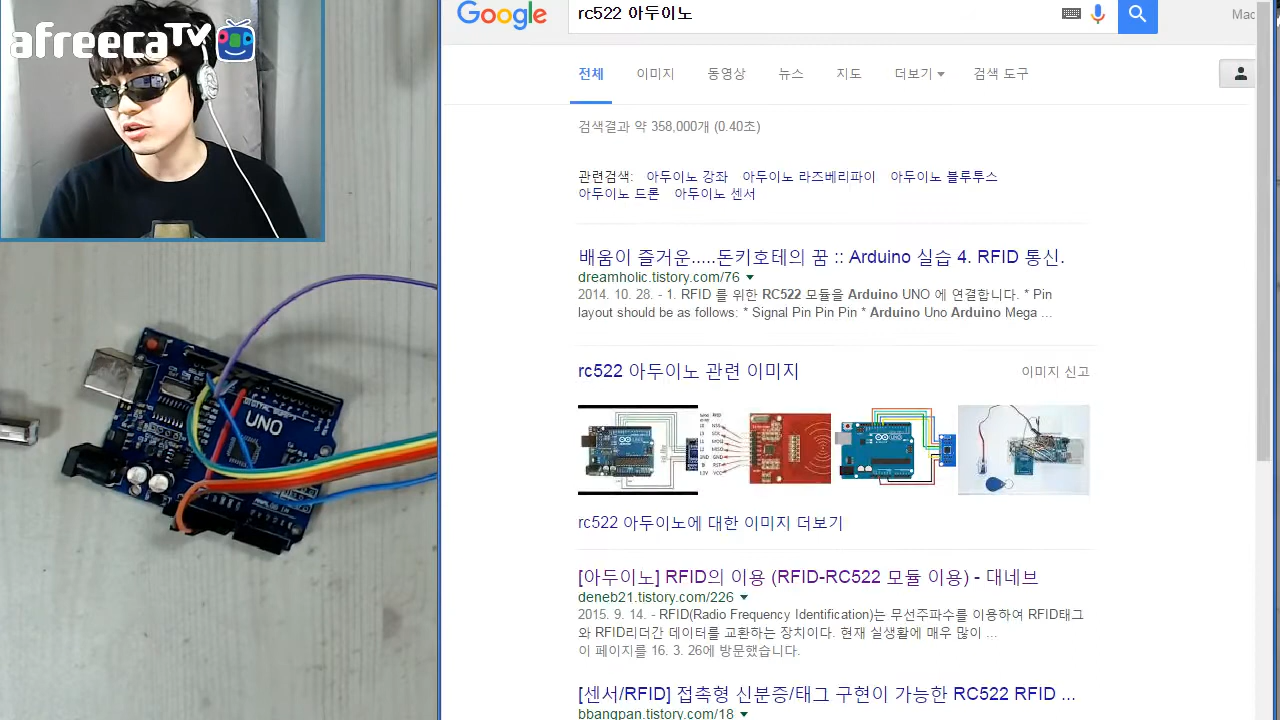 afreecaTV
Google
rc522 아두이노
Mac
전체 이미지 동영상 뉴스 지도 더보기 검색 도구
검색결과 약 358,000개 (0.40초)
관련검색: 아두이노 강좌 아두이노 라즈베리파이 아두이노 블루투스
아두이노 드론 아두이노 센서
배움이 즐거운.....돈키호테의 꿈 :: Arduino 실습 4. RFID 통신.
dreamholic.tistory.com/76
2014. 10. 28. - 1. RFID 를 위한 RC522 모듈을 Arduino UNO 에 연결합니다. * Pin
layout should be as follows: * Signal Pin Pin Pin * Arduino Uno Arduino Mega ...
rc522 아두이노 관련 이미지
이미지 신고
rc522 아두이노에 대한 이미지 더보기
[아두이노] RFID의 이용 (RFID-RC522 모듈 이용) - 대네브
deneb21.tistory.com/226
2015. 9. 14. - RFID(Radio Frequency Identification)는 무선주파수를 이용하여 RFID태그
와 RFID리더간 데이터를 교환하는 장치이다. 현재 실생활에 매우 많이 ...
이 페이지를 16. 3. 26에 방문했습니다.
[센서/RFID] 접촉형 신분증/태그 구현이 가능한 RC522 RFID ...
bbangpan.tistory.com/18
UNO